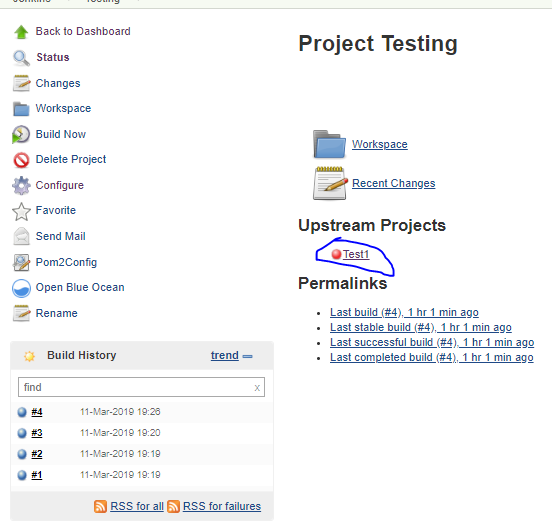 Jenkins Testing
Back to Dashboard
Status
Changes
Workspace
Build Now
Delete Project
Configure
Favorite
Send Mail
Pom2Config
Open Blue Ocean
Rename
Build History trend
find x
#4 11-Mar-2019 19:26
#3 11-Mar-2019 19:20
#2 11-Mar-2019 19:19
#1 11-Mar-2019 19:19
RSS for all RSS for failures
Project Testing
Workspace
Recent Changes
Upstream Projects
Test1
Permalinks
Last build (#4), 1 hr 1 min ago
Last stable build (#4), 1 hr 1 min ago
Last successful build (#4), 1 hr 1 min ago
Last completed build (#4), 1 hr 1 min ago